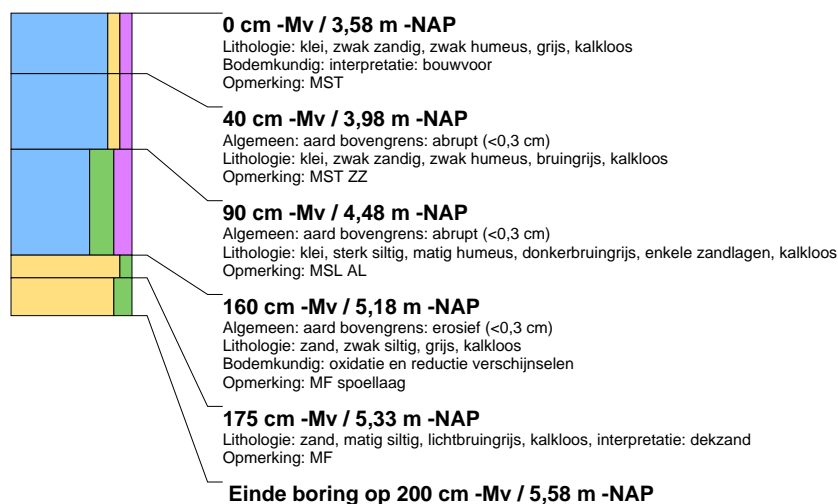 0 cm -Mv / 3,58 m -NAP
Lithologie: klei, zwak zandig, zwak humeus, grijs, kalkloos
Bodemkundig: interpretatie: bouwvoor
Opmerking: MST
40 cm -Mv / 3,98 m -NAP
Algemeen: aard bovengrens: abrupt (<0,3 cm)
Lithologie: klei, zwak zandig, zwak humeus, bruingrijs, kalkloos
Opmerking: MST ZZ
90 cm -Mv / 4,48 m -NAP
Algemeen: aard bovengrens: abrupt (<0,3 cm)
Lithologie: klei, sterk siltig, matig humeus, donkerbruingrijs, enkele zandlagen, kalkloos
Opmerking: MSL AL
160 cm -Mv / 5,18 m -NAP
Algemeen: aard bovengrens: erosief (<0,3 cm)
Lithologie: zand, zwak siltig, grijs, kalkloos
Bodemkundig: oxidatie en reductie verschijnselen
Opmerking: MF spoellaag
175 cm -Mv / 5,33 m -NAP
Lithologie: zand, matig siltig, lichtbruingrijs, kalkloos, interpretatie: dekzand
Opmerking: MF
Einde boring op 200 cm -Mv / 5,58 m -NAP